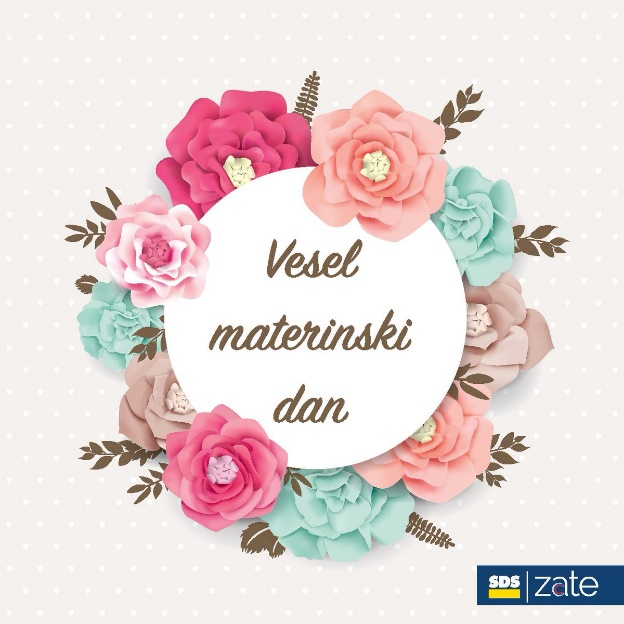 Vesel
materinski
dan
SDS zate